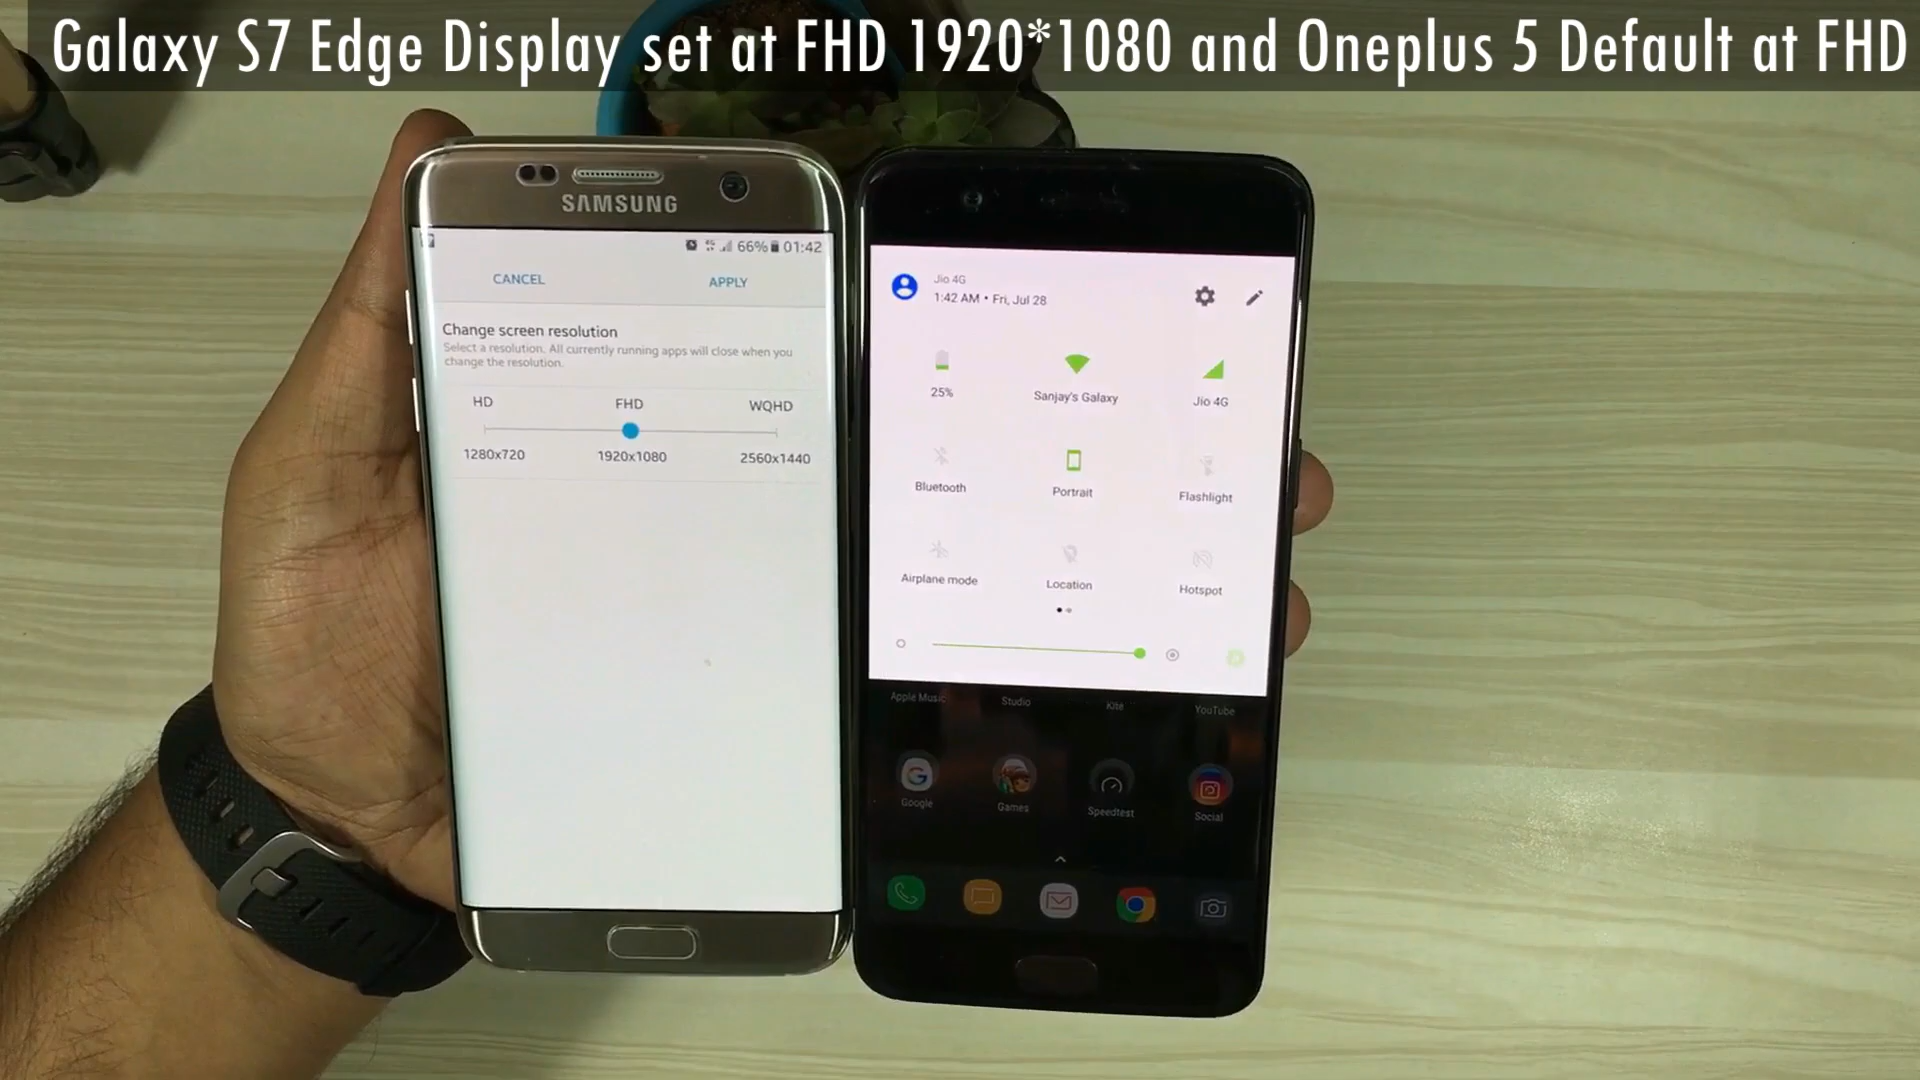 Galaxy S7 Edge Display set at FHD 1920*1080 and Oneplus 5 Default at FHD
SAMSUNG
66% 01:42
CANCEL APPLY
Change screen resolution
Select a resolution. All currently running apps will close when you
change the resolution.
HD FHD WQHD
1280x720 1920x1080 2560x1440
Jio 4G
1:42 AM • Fri, Jul 28
25% Sanjay's Galaxy Jio 4G
Bluetooth Portrait Flashlight
Airplane mode Location Hotspot
Apple Music Studio Kite YouTube
Google Games Speedtest Social